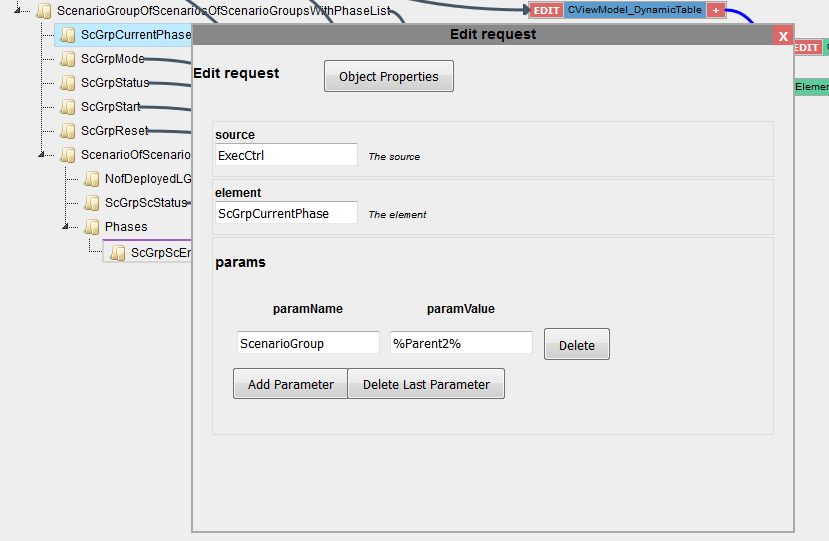 ScGroupOfScenariosOfScenarioGroupsWithPhaseList
EDIT CViewModel_DynamicTable +
Edit request x
ScGrpCurrentPhase
EDIT
ScGrpMode
Edit request Object Properties
ScGrpStatus
Elemen
ScGrpStart
ScGrpReset
source
ExecCtrl The source
ScenarioOfScenario
NofDeployedLG
element
ScGrpScStatus
ScGrpCurrentPhase The element
Phases
ScGrpScEr
params
paramName paramValue
ScenarioGroup %Parent2% Delete
Add Parameter Delete Last Parameter